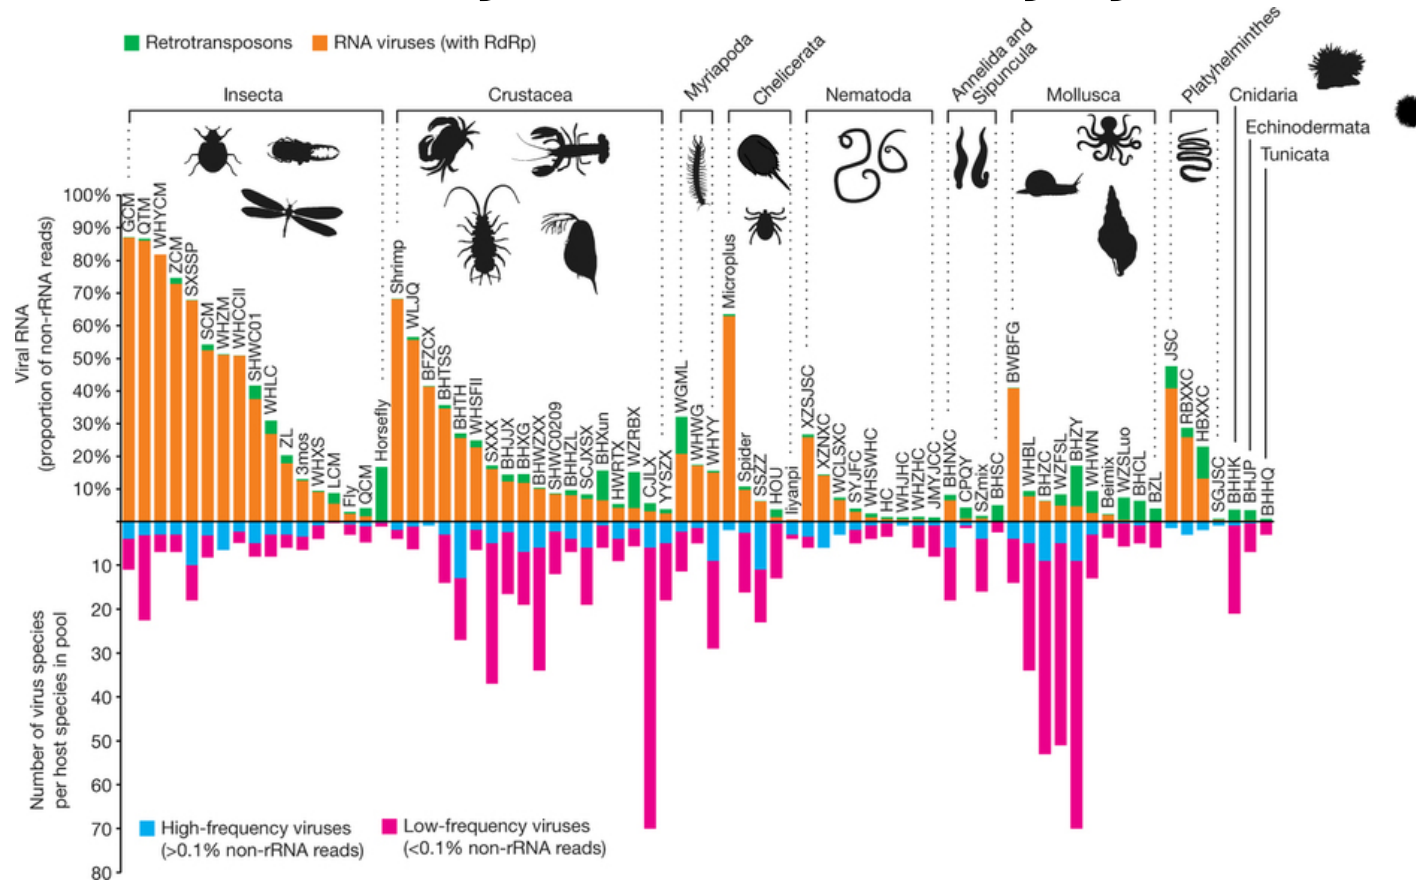 Retrotransposons
RNA viruses (with RdRp)
Insecta
Crustacea
Myriapoda
Chelicerata
Nematoda
Annelida and
Sipuncula
Mollusca
Platyhelminthes
Cnidaria
Echinodermata
Tunicata
Viral RNA
(proportion of non-rRNA reads)
100%
90%
80%
70%
60%
50%
40%
30%
20%
10%
GCM
QTM
WHYCM
ZCM
SXSSP
SCM
WHZM
WHCCII
SHWC01
WHLC
ZL
3mos
WHXS
LCM
Fly
QCM
Horsefly
Shrimp
WLJQ
BFZCX
BHTSS
BHTH
WHSFII
SXXX
BHJJX
BHXG
BHWZXX
SHWC0209
BHHZL
SCJXSX
BHXun
HWRTX
WZRBX
CJLX
YYSZX
WGML
WHWG
WHYY
Microplus
Spider
SSZZ
HOU
liyanpi
XZSJSC
XZNXC
WCLSXC
SYJFC
WHSWHC
HC
WHJHC
WHZHC
JMYJCC
BHNXC
CPQY
SZmix
BHSC
BWBFG
WHBL
BHZC
WZFSL
BHZY
WHWN
Beimix
WZSLuo
BHCL
BZL
JSC
RBXXC
HBXXC
SGJSC
BHHK
BHJP
BHHQ
Number of virus species
per host species in pool
10
20
30
40
50
60
70
80
High-frequency viruses
(>0.1% non-rRNA reads)
Low-frequency viruses
(<0.1% non-rRNA reads)